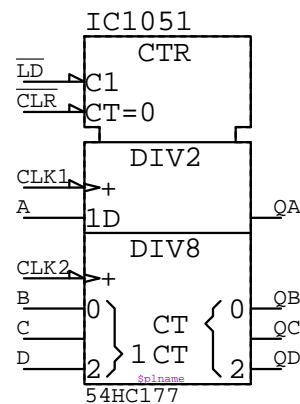 IC1051
CTR
LD C1
CLR CT=0
DIV2
CLK1 +
A 1D QA
DIV8
CLK2 +
B 0 0 QB
C CT QC
1 CT
D 2 2 QD
$plname
54HC177